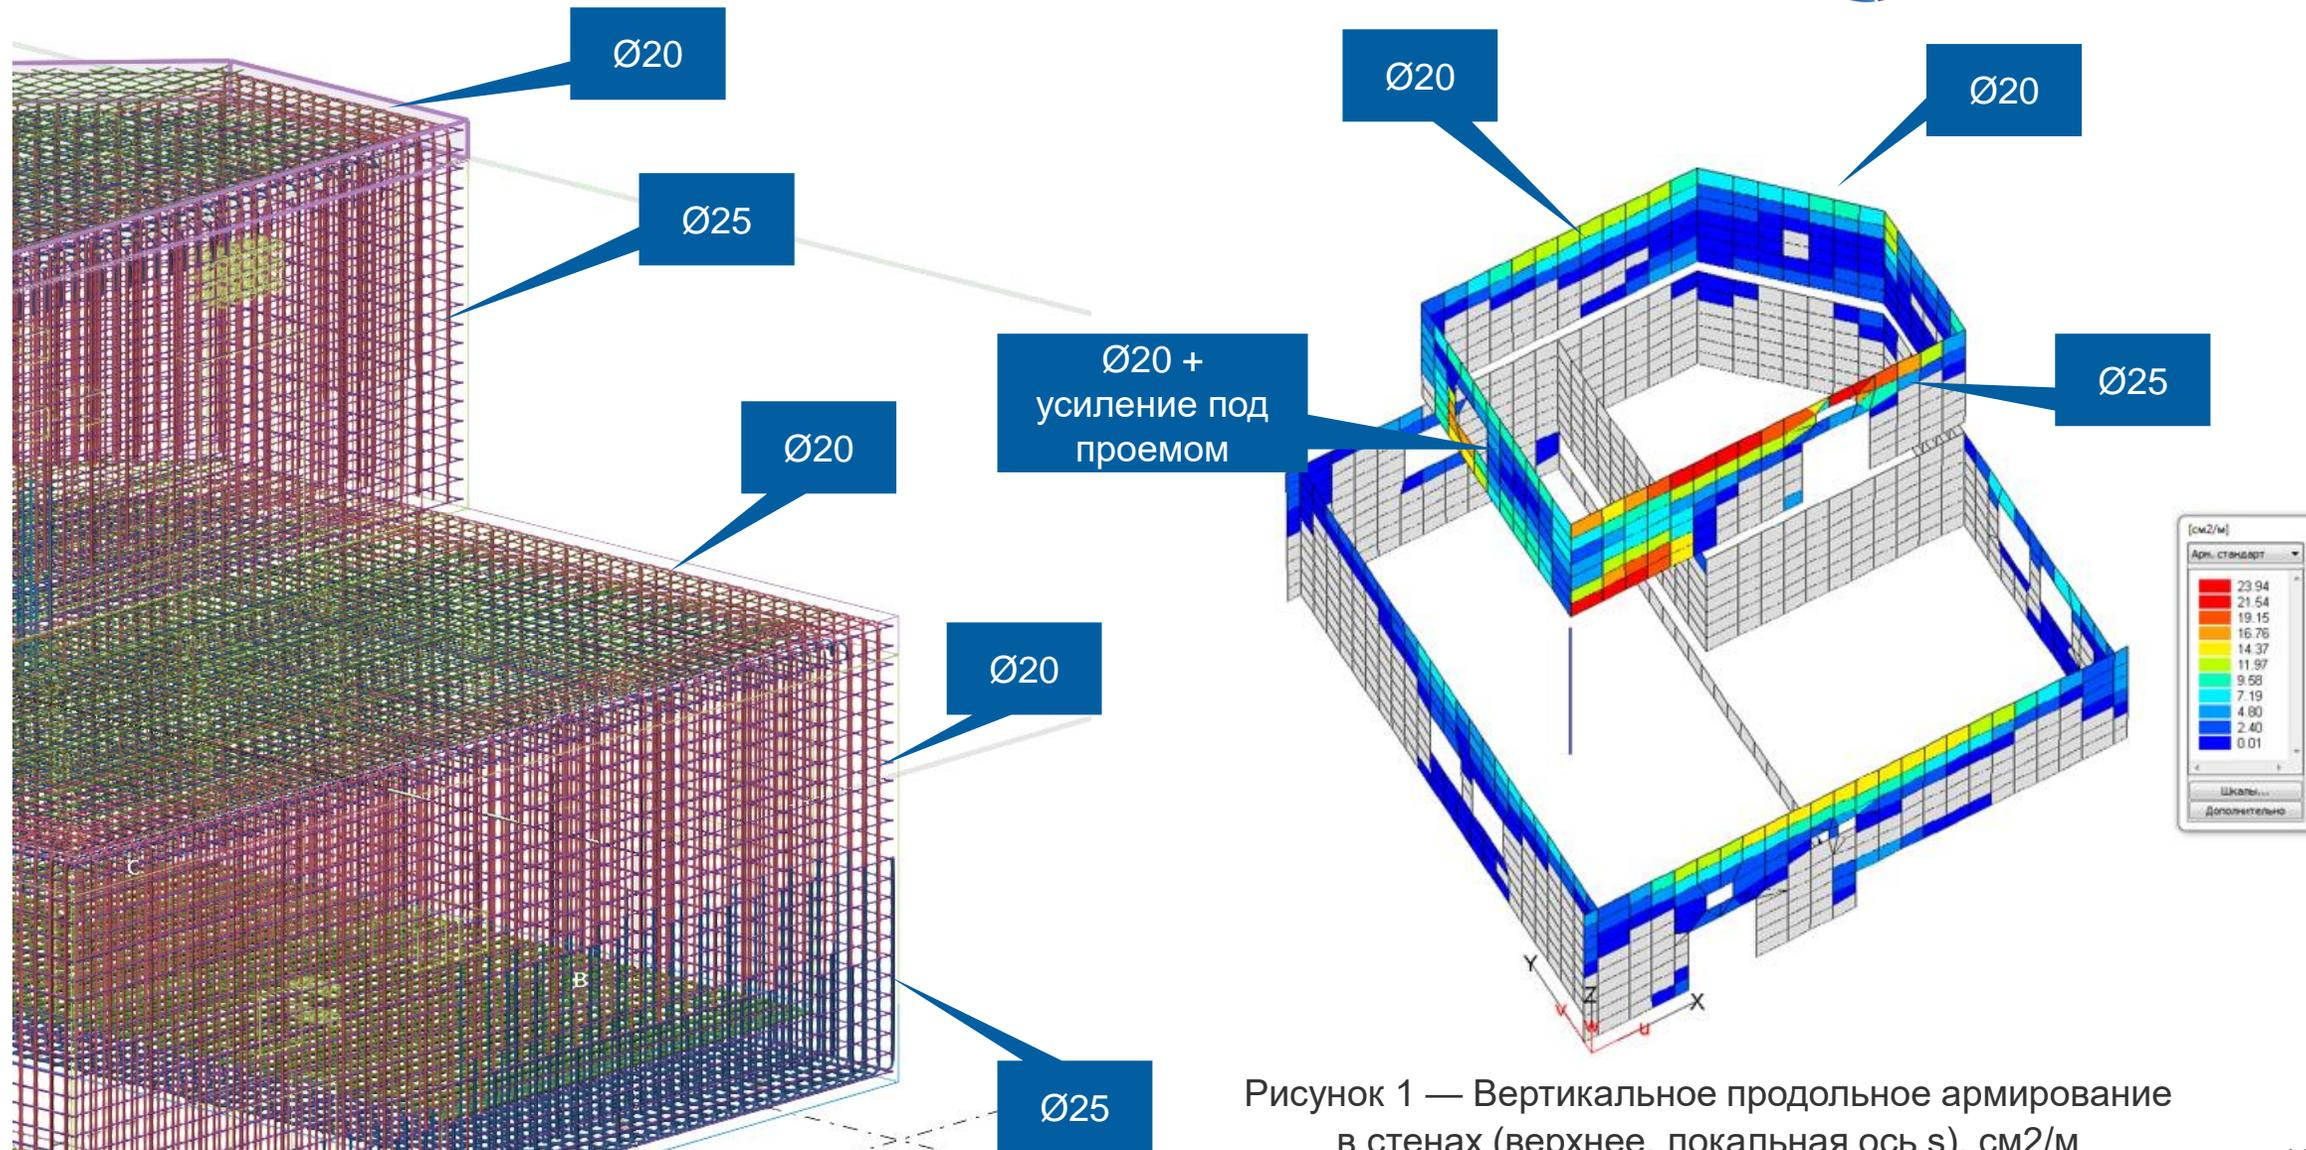 Ø20
Ø25
Ø20
Ø20
Ø25
C
B
Ø20
Ø20
Ø20 +
усиление под
проемом
Ø25
[см2/м]
Арм. стандарт
23.94
21.54
19.15
16.76
14.37
11.97
9.58
7.19
4.80
2.40
0.01
Шкалы...
Дополнительно
Y
Z
X
v
w
u
Рисунок 1 — Вертикальное продольное армирование
в стенах (верхнее, локальная ось s), см2/м